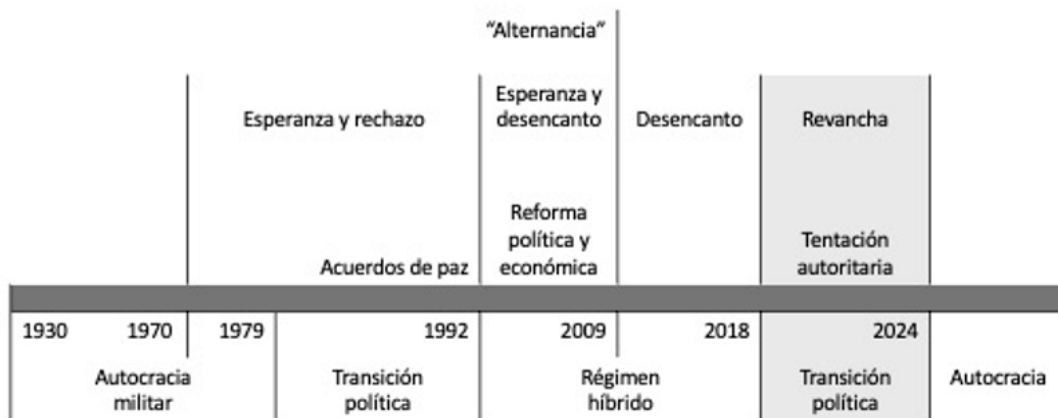 “Alternancia”
Esperanza y rechazo
Esperanza y
desencanto
Desencanto
Revancha
Acuerdos de paz
Reforma
política y
económica
Tentación
autoritaria
1930
1970
1979
1992
2009
2018
2024
Autocracia
militar
Transición
política
Régimen
híbrido
Transición
política
Autocracia